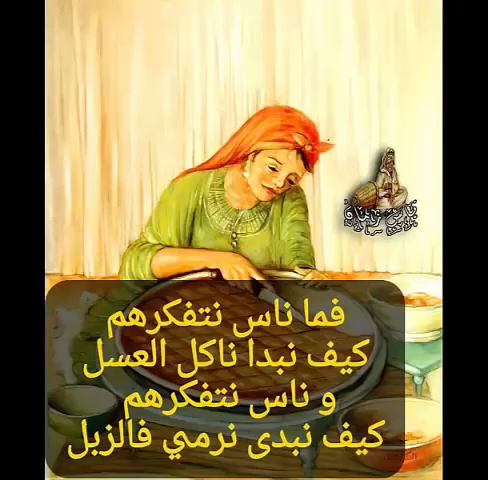 فما ناس نتفكرهم
كيف نبدا ناكل العسل
و ناس نتفكرهم
كيف نبدى نرمي فالزبل